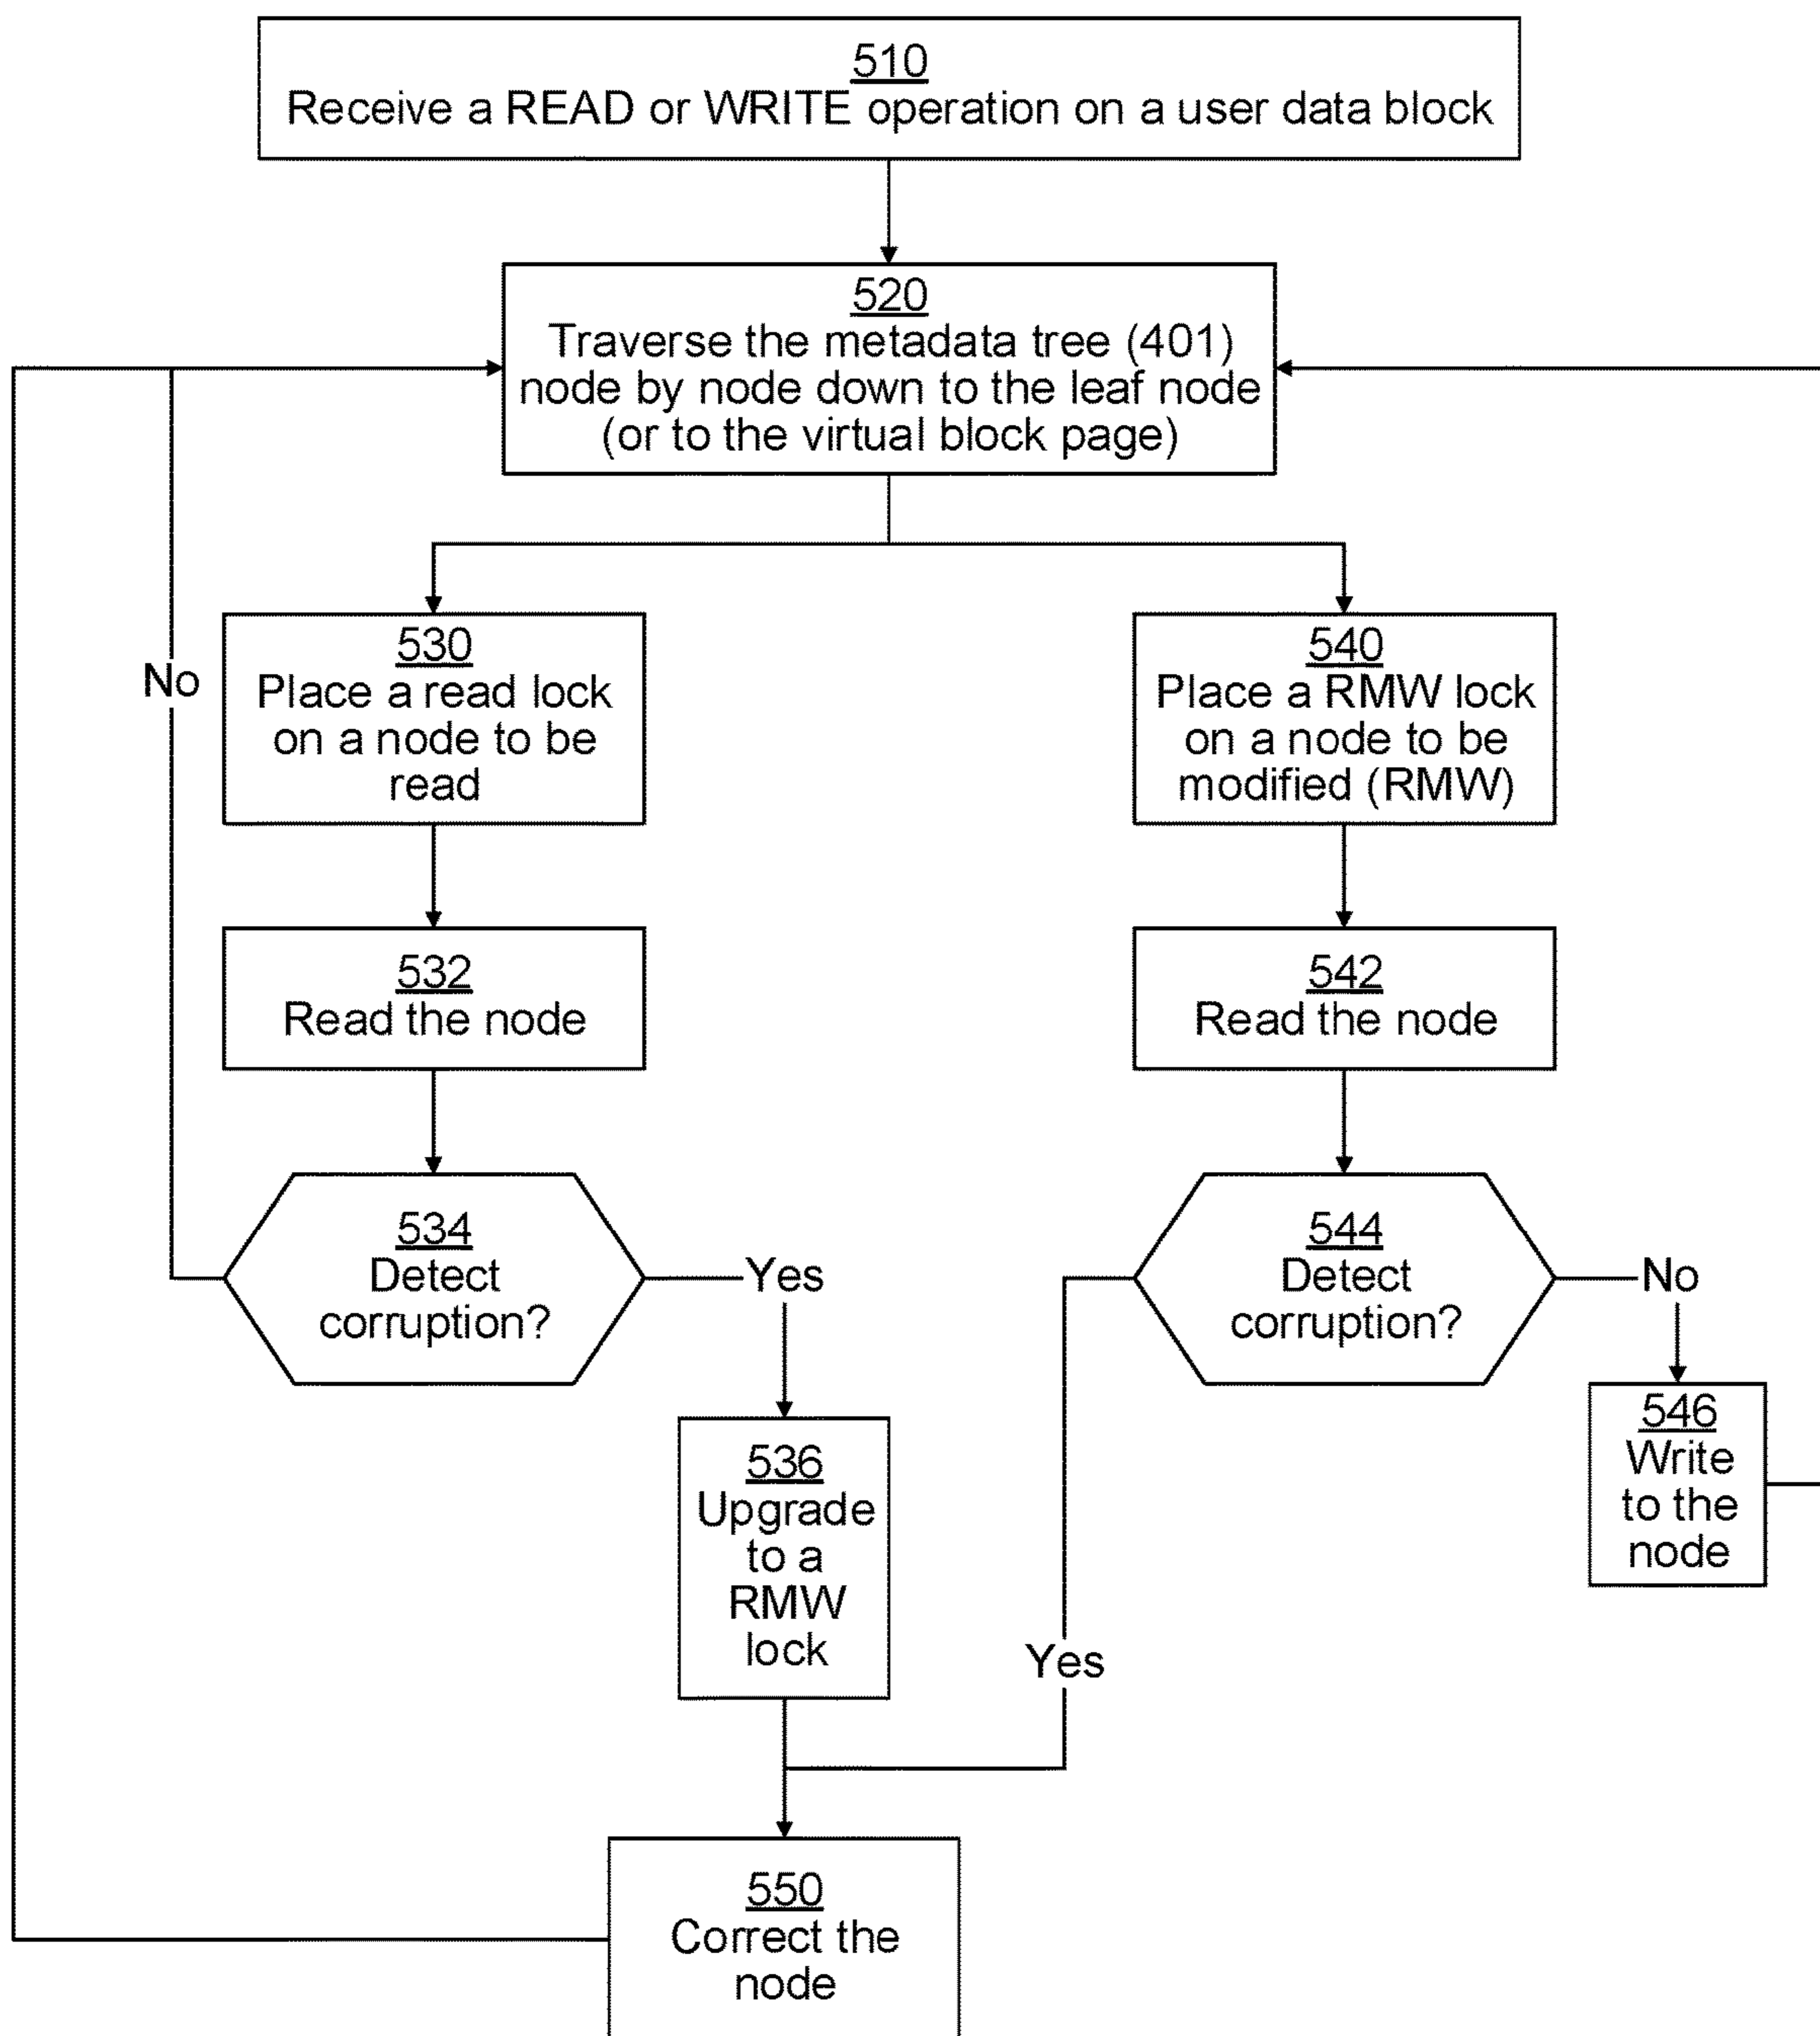 510
Receive a READ or WRITE operation on a user data block
520
Traverse the metadata tree (401)
node by node down to the leaf node
(or to the virtual block page)
530
Place a read lock
on a node to be
read
540
Place a RMW lock
on a node to be
modified (RMW)
No
532
Read the node
542
Read the node
534
Detect
corruption?
Yes
544
Detect
corruption?
No
536
Upgrade
to a
RMW
lock
546
Write
to the
node
Yes
550
Correct the
node